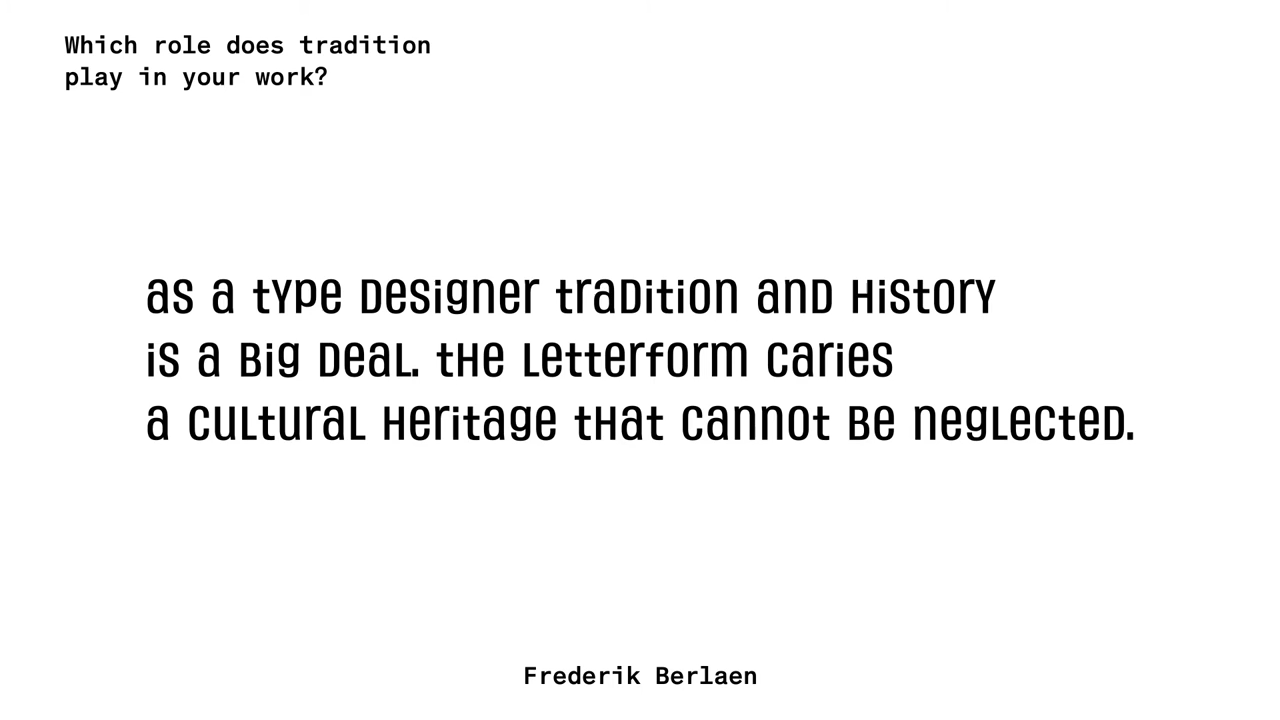 Which role does tradition
play in your work?
as a tYpe DesigNer traDition anD HistorY
is a Big DeaL. tHe Letterform caries
a cuLturaL Heritage tHat cannot Be negLecteD.
Frederik Berlaen